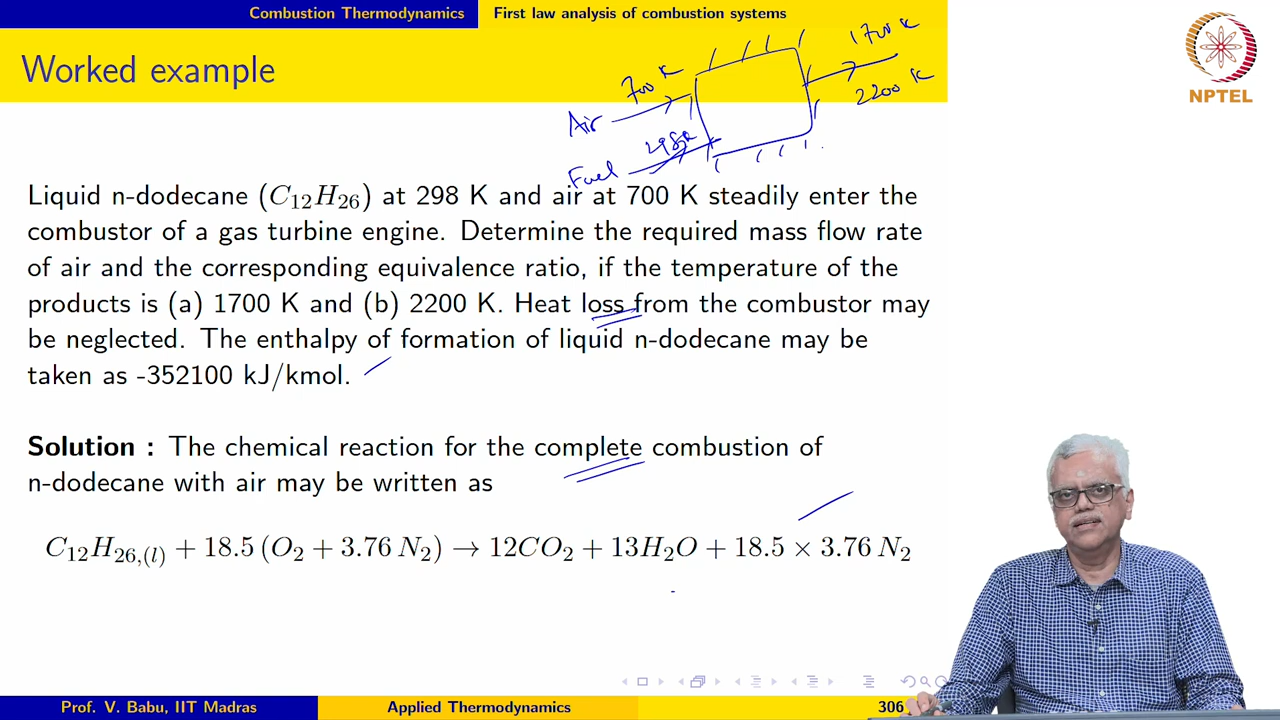 Combustion Thermodynamics First law analysis of combustion systems
Worked example
Air 700 K
Fuel 298K
1700 K
2200 K
NPTEL
Liquid n-dodecane (C₁₂H₂₆) at 298 K and air at 700 K steadily enter the
combustor of a gas turbine engine. Determine the required mass flow rate
of air and the corresponding equivalence ratio, if the temperature of the
products is (a) 1700 K and (b) 2200 K. Heat loss from the combustor may
be neglected. The enthalpy of formation of liquid n-dodecane may be
taken as -352100 kJ/kmol.
Solution : The chemical reaction for the complete combustion of
n-dodecane with air may be written as
C₁₂H₂₆,(l) + 18.5 (O₂ + 3.76 N₂) → 12CO₂ + 13H₂O + 18.5 × 3.76 N₂
Prof. V. Babu, IIT Madras Applied Thermodynamics 306